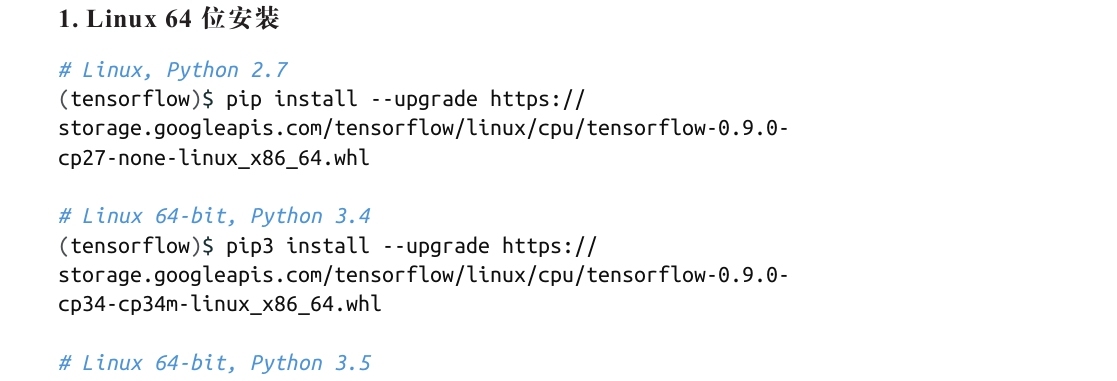 1. Linux 64 位安装
# Linux, Python 2.7
(tensorflow)$ pip install --upgrade https://
storage.googleapis.com/tensorflow/linux/cpu/tensorflow-0.9.0-
cp27-none-linux_x86_64.whl
# Linux 64-bit, Python 3.4
(tensorflow)$ pip3 install --upgrade https://
storage.googleapis.com/tensorflow/linux/cpu/tensorflow-0.9.0-
cp34-cp34m-linux_x86_64.whl
# Linux 64-bit, Python 3.5